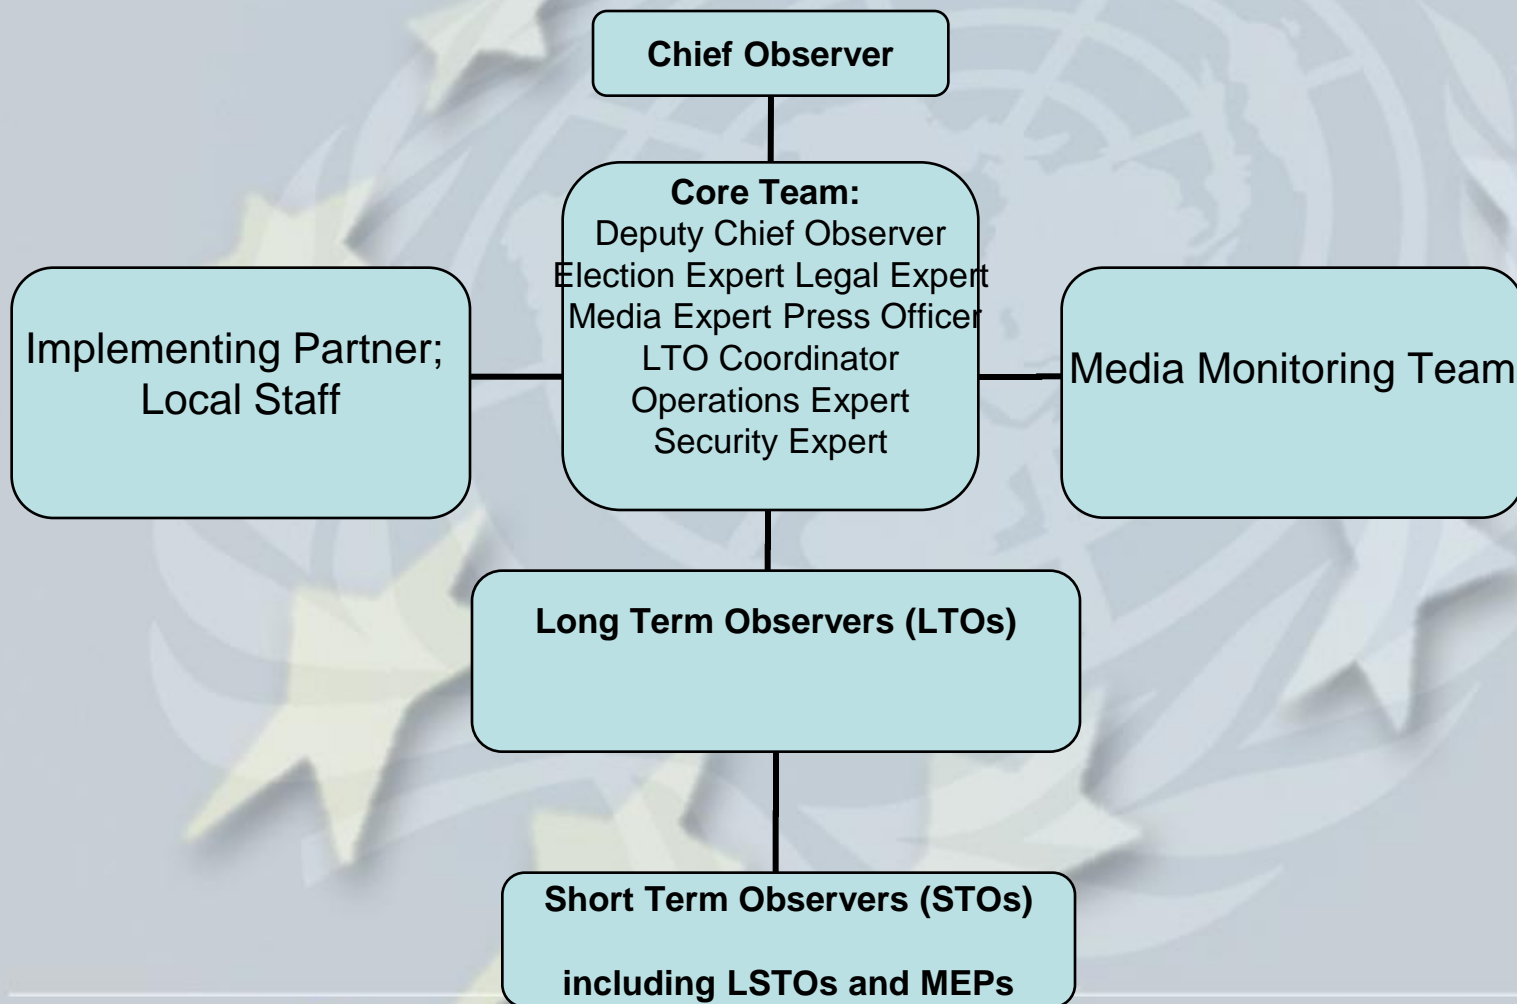 Chief Observer
Core Team:
Deputy Chief Observer
Election Expert Legal Expert
Media Expert Press Officer
LTO Coordinator
Operations Expert
Security Expert
Implementing Partner;
Local Staff
Media Monitoring Team
Long Term Observers (LTOs)
Short Term Observers (STOs)
including LSTOs and MEPs